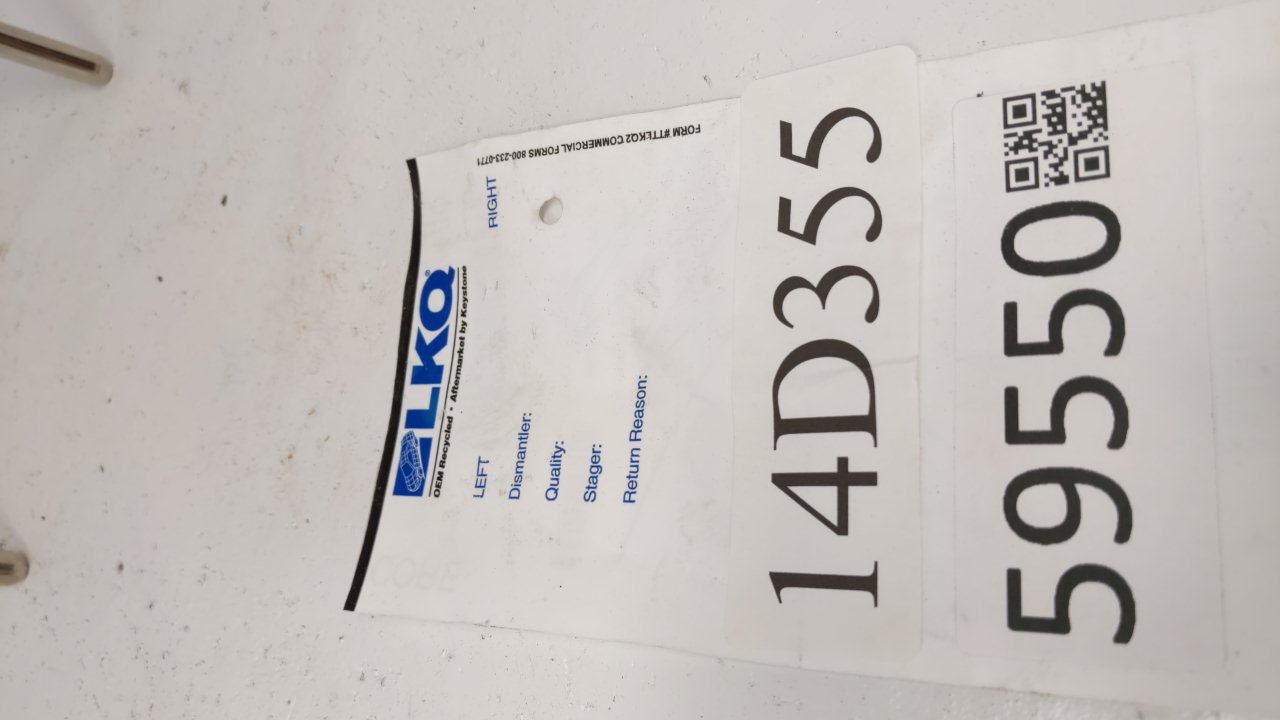 LKQ®
OEM Recycled • Aftermarket by Keystone
LEFT RIGHT
Dismantler:
Quality:
Stager:
Return Reason:
FORM #TTLKQ2 COMMERCIAL FORMS 800-233-0771
14D355
59550